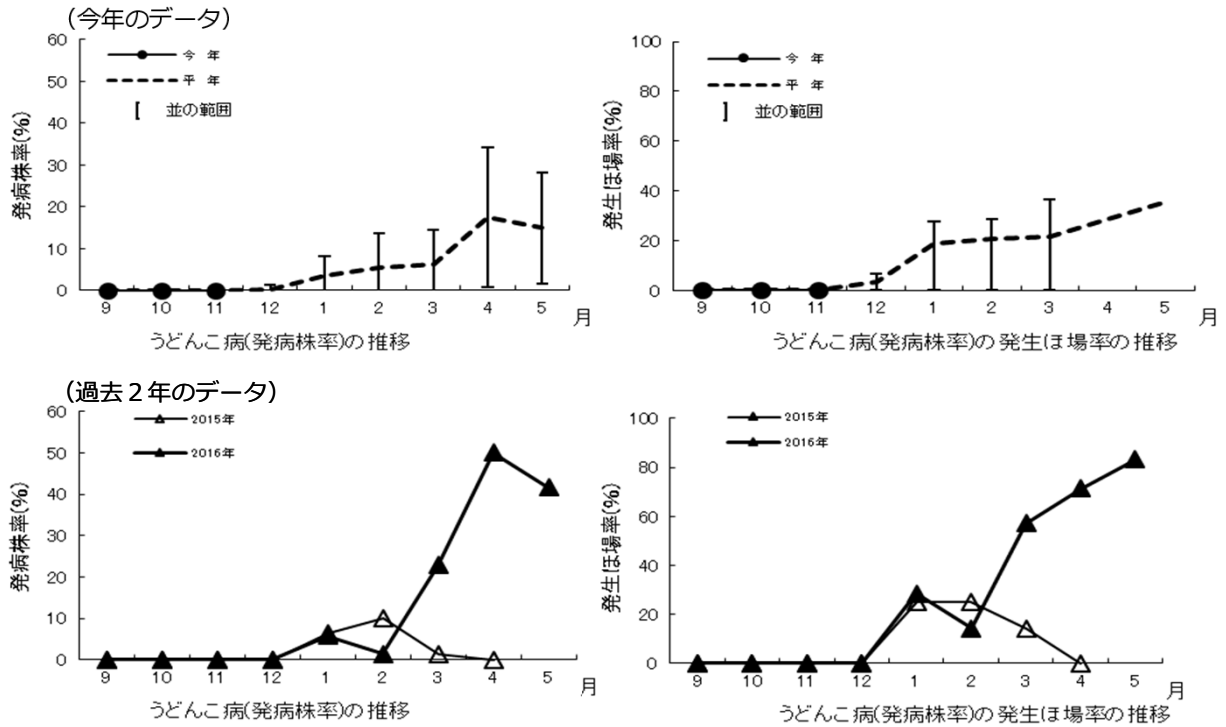 （今年のデータ）
60
50
40
30
20
10
0
発病株率(%)
今 年
平 年
並の範囲
9 10 11 12 1 2 3 4 5
月
うどんこ病(発病株率)の推移
100
80
60
40
20
0
発生ほ場率(%)
今 年
平 年
並の範囲
9 10 11 12 1 2 3 4 5
月
うどんこ病(発病株率)の発生ほ場率の推移
（過去２年のデータ）
60
50
40
30
20
10
0
発病株率(%)
2015年
2016年
9 10 11 12 1 2 3 4 5
月
うどんこ病(発病株率)の推移
100
80
60
40
20
0
発生ほ場率(%)
2015年
2016年
9 10 11 12 1 2 3 4 5
月
うどんこ病(発病株率)の発生ほ場率の推移